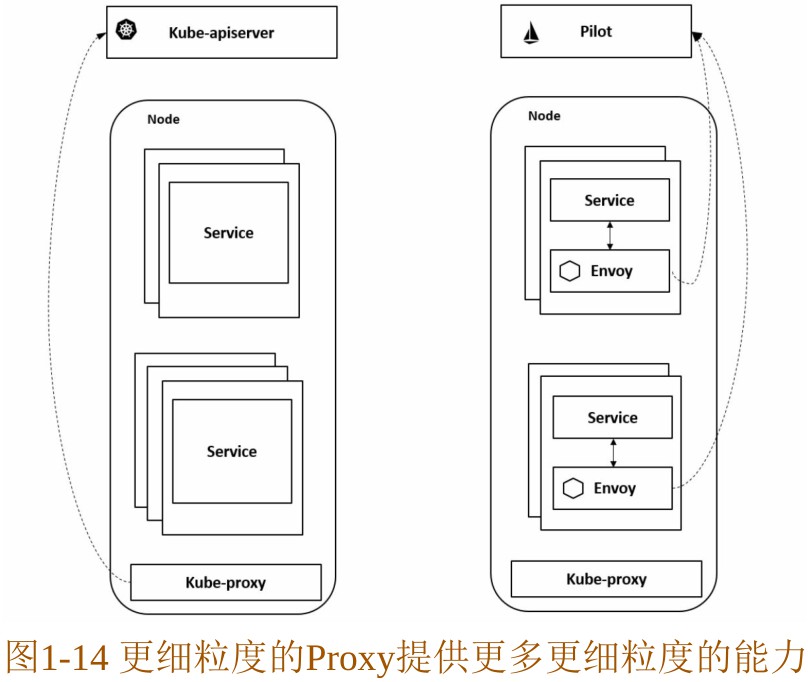 Kube-apiserver
Node
Service
Service
Kube-proxy
Pilot
Node
Service
Envoy
Service
Envoy
Kube-proxy
图1-14 更细粒度的Proxy提供更多更细粒度的能力